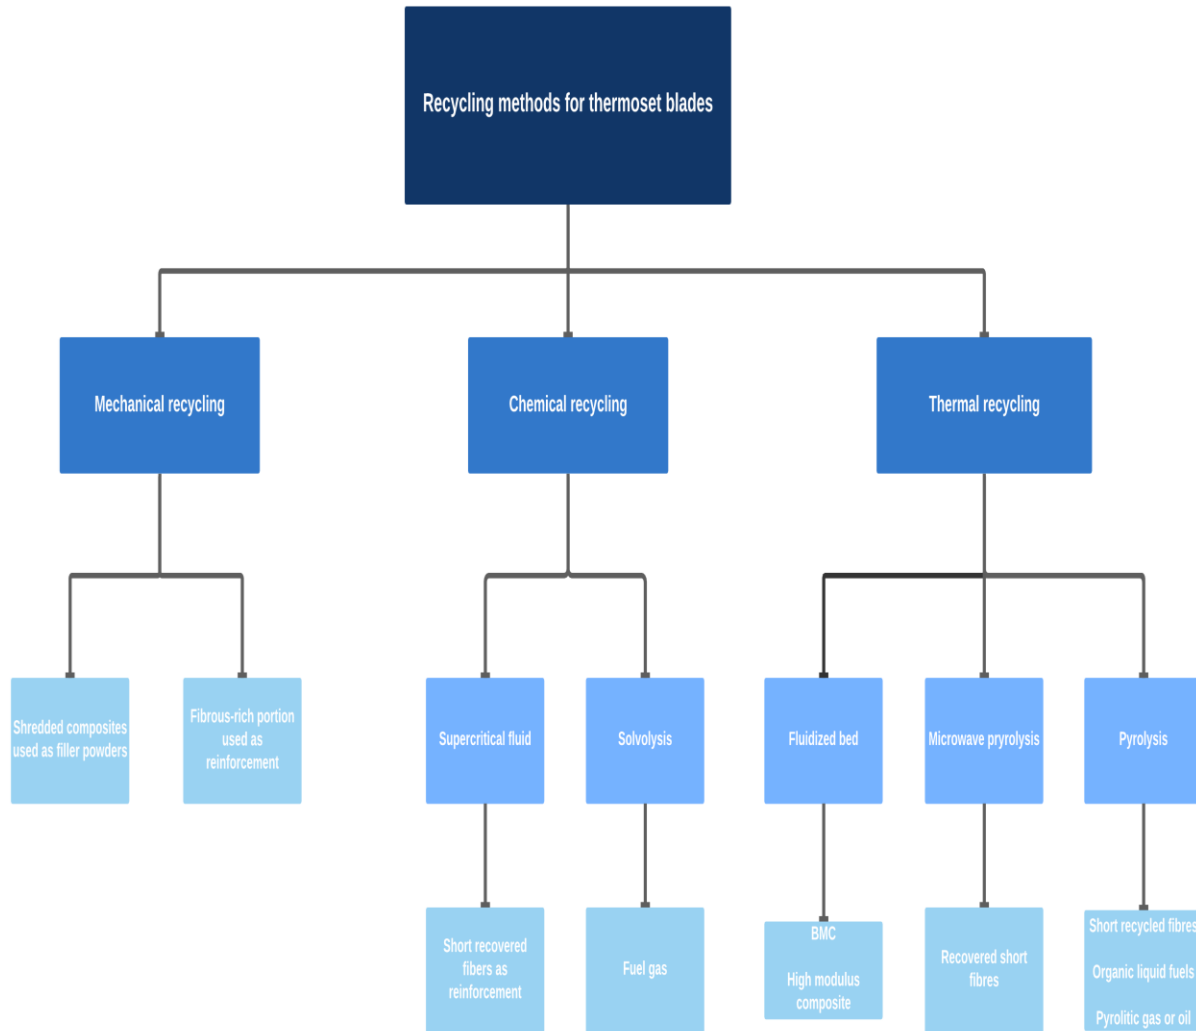 Recycling methods for thermoset blades
Mechanical recycling
Chemical recycling
Thermal recycling
Shredded composites
used as filler powders
Fibrous-rich portion
used as
reinforcement
Supercritical fluid
Solvolysis
Fluidized bed
Microwave pryrolysis
Pyrolysis
Short recovered
fibers as
reinforcement
Fuel gas
BMC
High modulus
composite
Recovered short
fibres
Short recycled fibres
Organic liquid fuels
Pyrolitic gas or oil